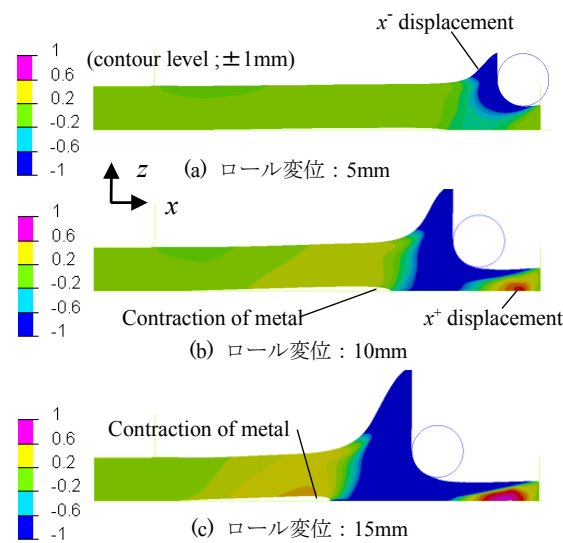 x⁻ displacement
(contour level ; ±1mm)
1
0.6
0.2
-0.2
-0.6
-1
(a) ロール変位：5mm
z
x
1
0.6
0.2
-0.2
-0.6
-1
Contraction of metal
x⁺ displacement
(b) ロール変位：10mm
1
0.6
0.2
-0.2
-0.6
-1
Contraction of metal
(c) ロール変位：15mm